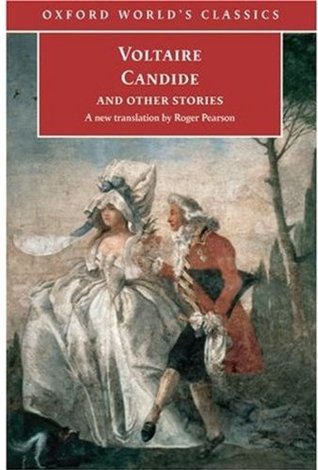 OXFORD WORLD'S CLASSICS
VOLTAIRE
CANDIDE
AND OTHER STORIES
A new translation by Roger Pearson